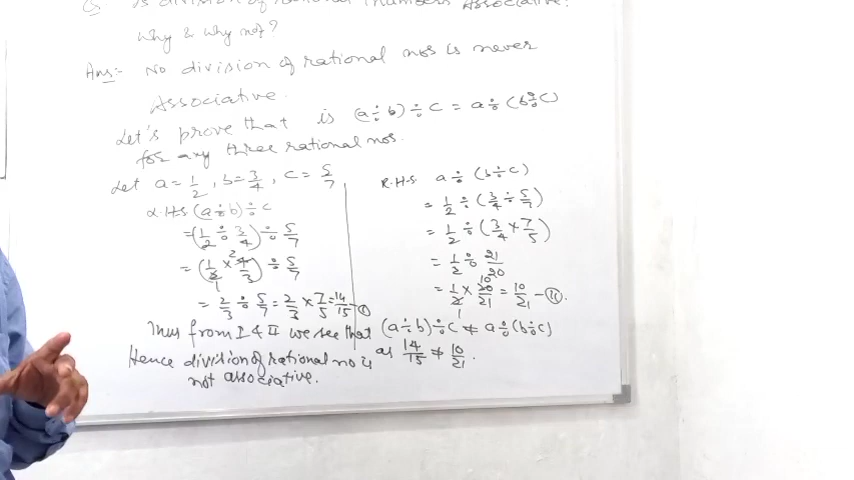 Q Is division of rational numbers Associative?
Why & why not?
Ans:- No division of rational nos is never
Associative.
Let's prove that is (a÷b)÷c = a÷(b÷c)
for any three rational nos.
Let a=1/2, b=3/4, c=5/7
L.H.S (a÷b)÷c
=(1/2÷3/4)÷5/7
=(1/2×4/3)÷5/7
=2/3÷5/7=2/3×7/5=14/15-(I)
R.H.S. a÷(b÷c)
=1/2÷(3/4÷5/7)
=1/2÷(3/4×7/5)
=1/2÷21/20
=1/2×20/21=10/21-(II).
Thus from I & II we see that (a÷b)÷c≠a÷(b÷c)
as 14/15≠10/21.
Hence division of rational no is
not associative.